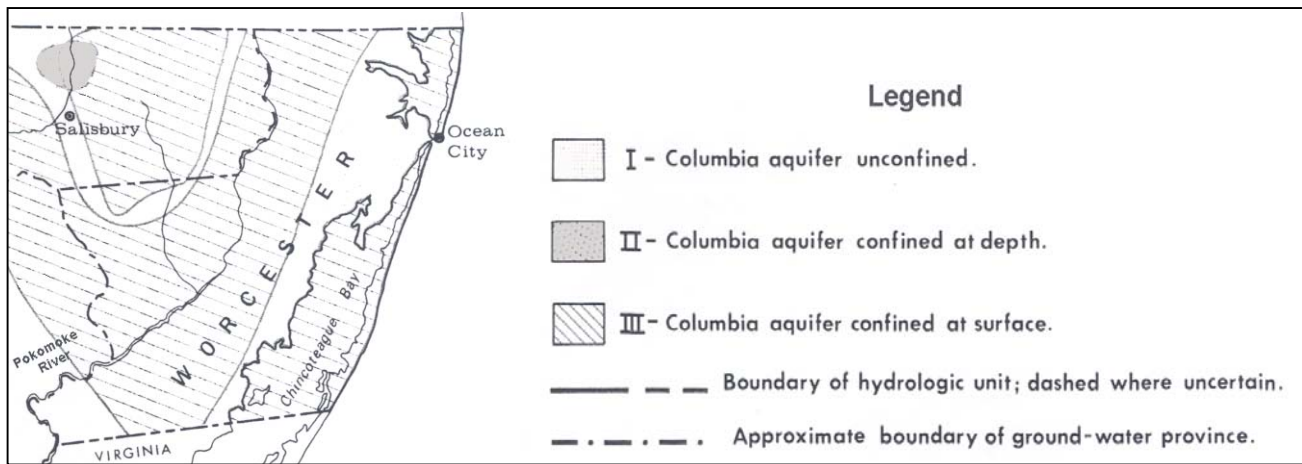 Salisbury
Ocean
City
WORCESTER
Chincoteague Bay
Pokomoke
River
VIRGINIA
Legend
I - Columbia aquifer unconfined.
II - Columbia aquifer confined at depth.
III - Columbia aquifer confined at surface.
Boundary of hydrologic unit; dashed where uncertain.
Approximate boundary of ground-water province.